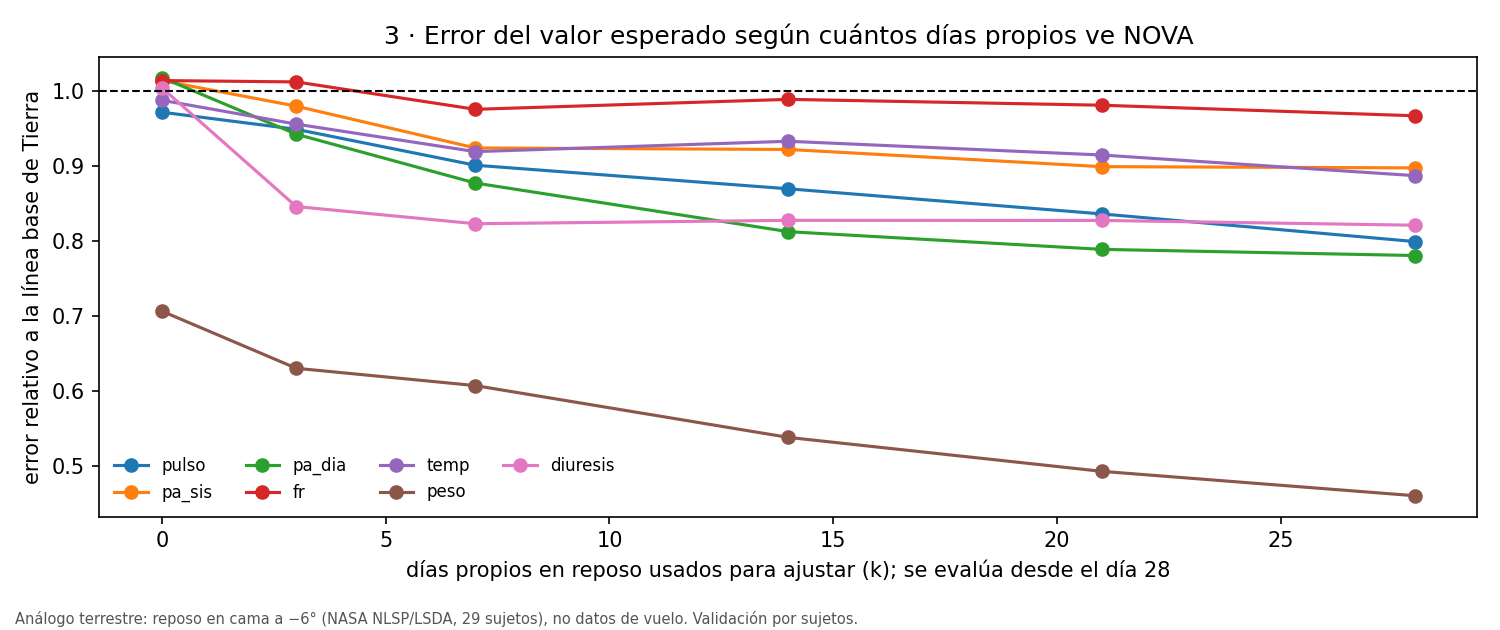 3 · Error del valor esperado según cuántos días propios ve NOVA
error relativo a la línea base de Tierra
1.0
0.9
0.8
0.7
0.6
0.5
pulso
pa_dia
temp
diuresis
pa_sis
fr
peso
0
5
10
15
20
25
días propios en reposo usados para ajustar (k); se evalúa desde el día 28
Análogo terrestre: reposo en cama a −6° (NASA NLSP/LSDA, 29 sujetos), no datos de vuelo. Validación por sujetos.